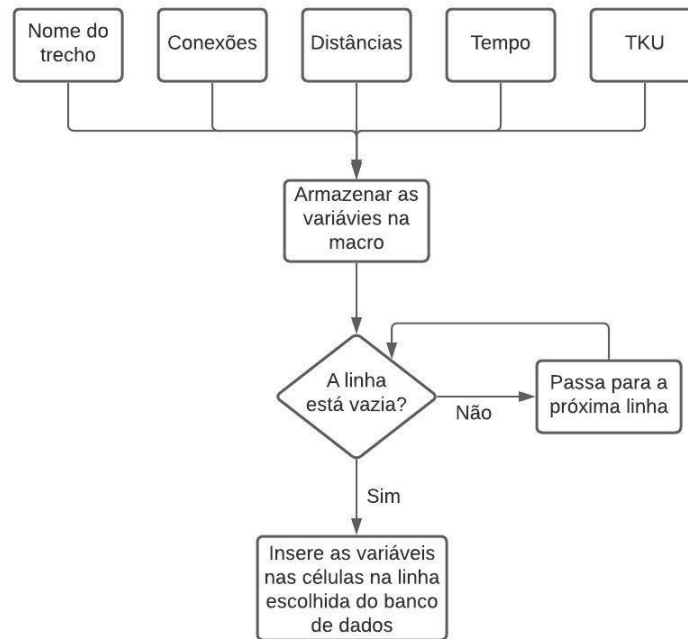 Nome do
trecho
Conexões
Distâncias
Tempo
TKU
Armazenar as
variávies na
macro
A linha
está vazia?
Não
Passa para a
próxima linha
Sim
Insere as variáveis
nas células na linha
escolhida do banco
de dados